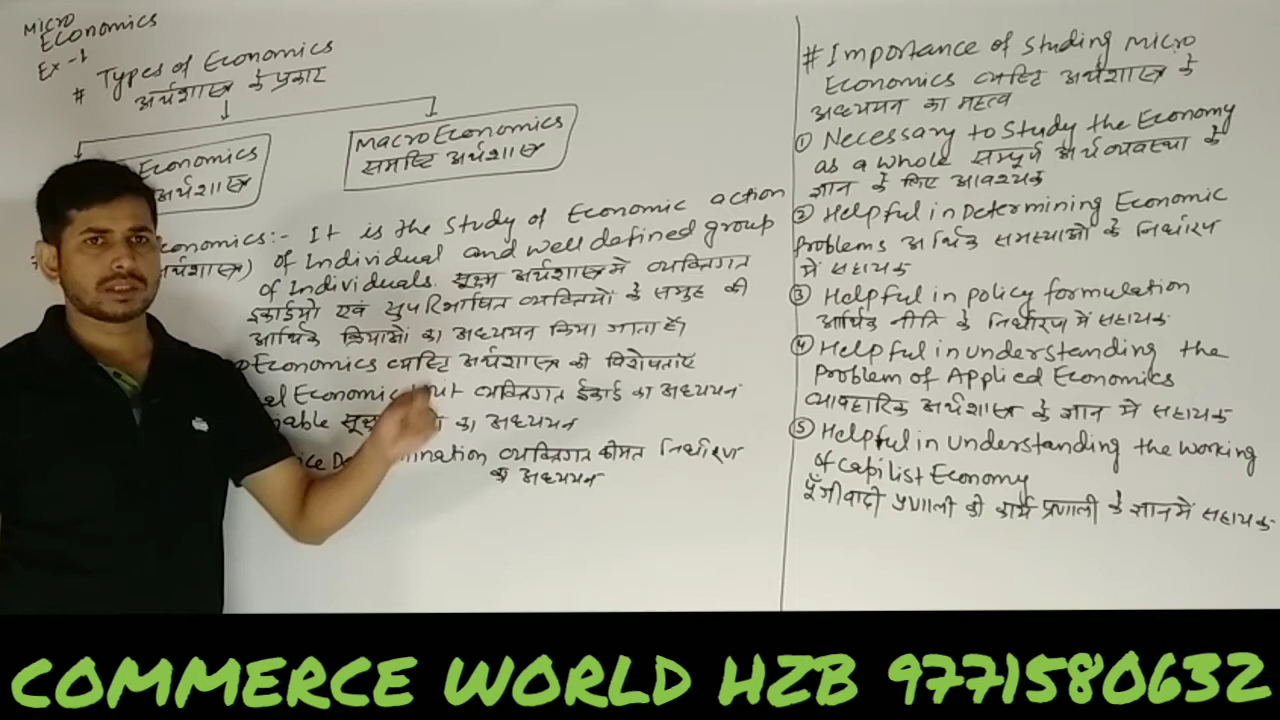 MICRO
Economics
Ex-1
# Types of Economics
अर्थशास्त्र के प्रकार
Economics
अर्थशास्त्र
Macro Economics
समष्टि अर्थशास्त्र
conomics:- It is the Study of Economic action
अर्थशास्त्र) of Individual and well defined group
of Individuals. सूक्ष्म अर्थशास्त्र में व्यक्तिगत
इकाईयो एवं सुपरिभाषित व्यक्तियों के समुह की
आर्थिक क्रियाओं का अध्ययन किया जाता है।
Economics व्यष्टि अर्थशास्त्र की विशेषताएं
al Economic Unit व्यक्तिगत ईकाई का अध्ययन
iable का अध्ययन
ice D mination व्यक्तिगत कीमत निर्धारण
का अध्ययन
# Importance of Studing Micro
Economics व्यष्टि अर्थशास्त्र के
अध्ययन का महत्व
① Necessary to Study the Economy
as a whole सम्पूर्ण अर्थव्यवस्था के
ज्ञान के लिए आवश्यक
② Helpful in Determining Economic
Problems आर्थिक समस्याओं के निर्धारण
में सहायक
③ Helpful in policy formulation
आर्थिक नीति के निर्धारण में सहायक
④ Helpful in understanding the
Problem of Applied Economics
व्यावहारिक अर्थशास्त्र के ज्ञान में सहायक
⑤ Helpful in Understanding the working
of Capilist Economy
पूँजीवादी प्रणाली की कार्य प्रणाली के ज्ञान में सहायक
COMMERCE WORLD HZB 9771580632